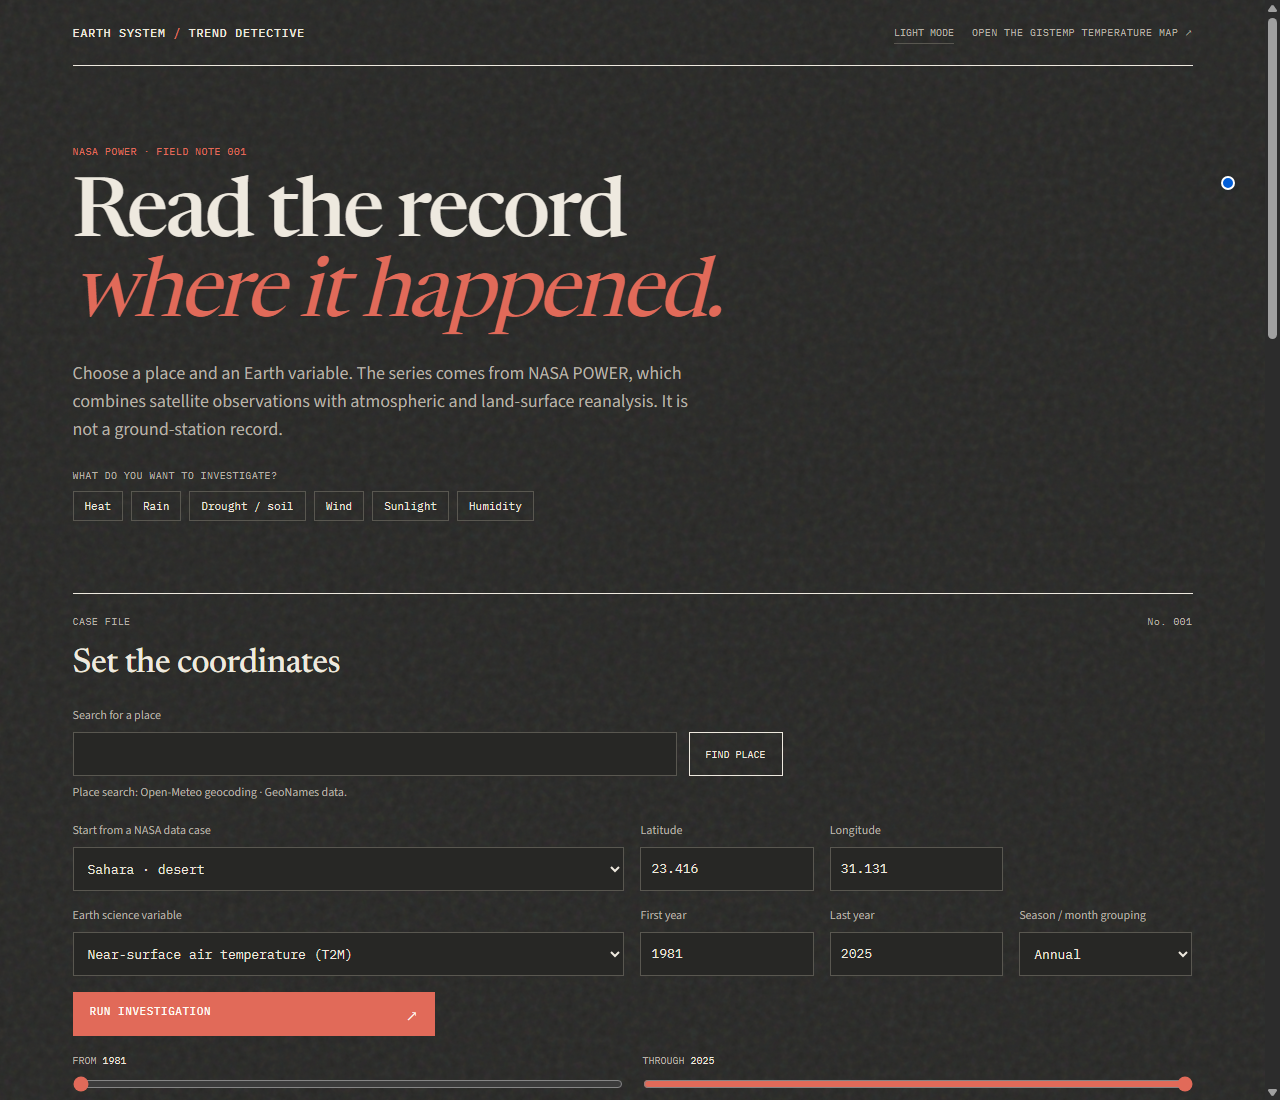 EARTH SYSTEM / TREND DETECTIVE
LIGHT MODE
OPEN THE GISTEMP TEMPERATURE MAP ↗
NASA POWER · FIELD NOTE 001
Read the record
where it happened.
Choose a place and an Earth variable. The series comes from NASA POWER, which
combines satellite observations with atmospheric and land-surface reanalysis. It is
not a ground-station record.
WHAT DO YOU WANT TO INVESTIGATE?
Heat
Rain
Drought / soil
Wind
Sunlight
Humidity
CASE FILE
No. 001
Set the coordinates
Search for a place
FIND PLACE
Place search: Open-Meteo geocoding · GeoNames data.
Start from a NASA data case
Latitude
Longitude
Sahara · desert
23.416
31.131
Earth science variable
First year
Last year
Season / month grouping
Near-surface air temperature (T2M)
1981
2025
Annual
RUN INVESTIGATION ↗
FROM 1981
THROUGH 2025